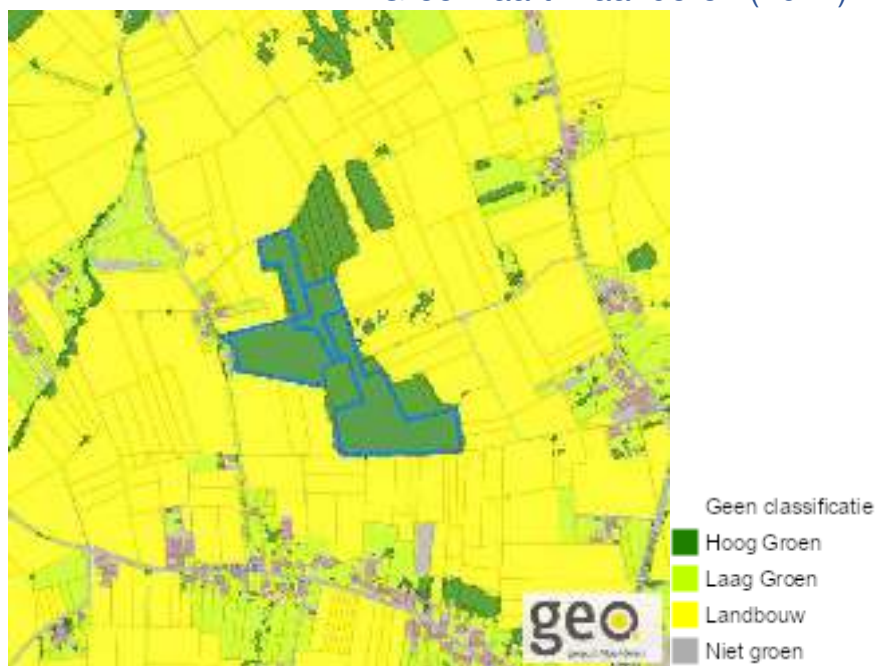 Geen classificatie
Hoog Groen
Laag Groen
Landbouw
Niet groen
geo